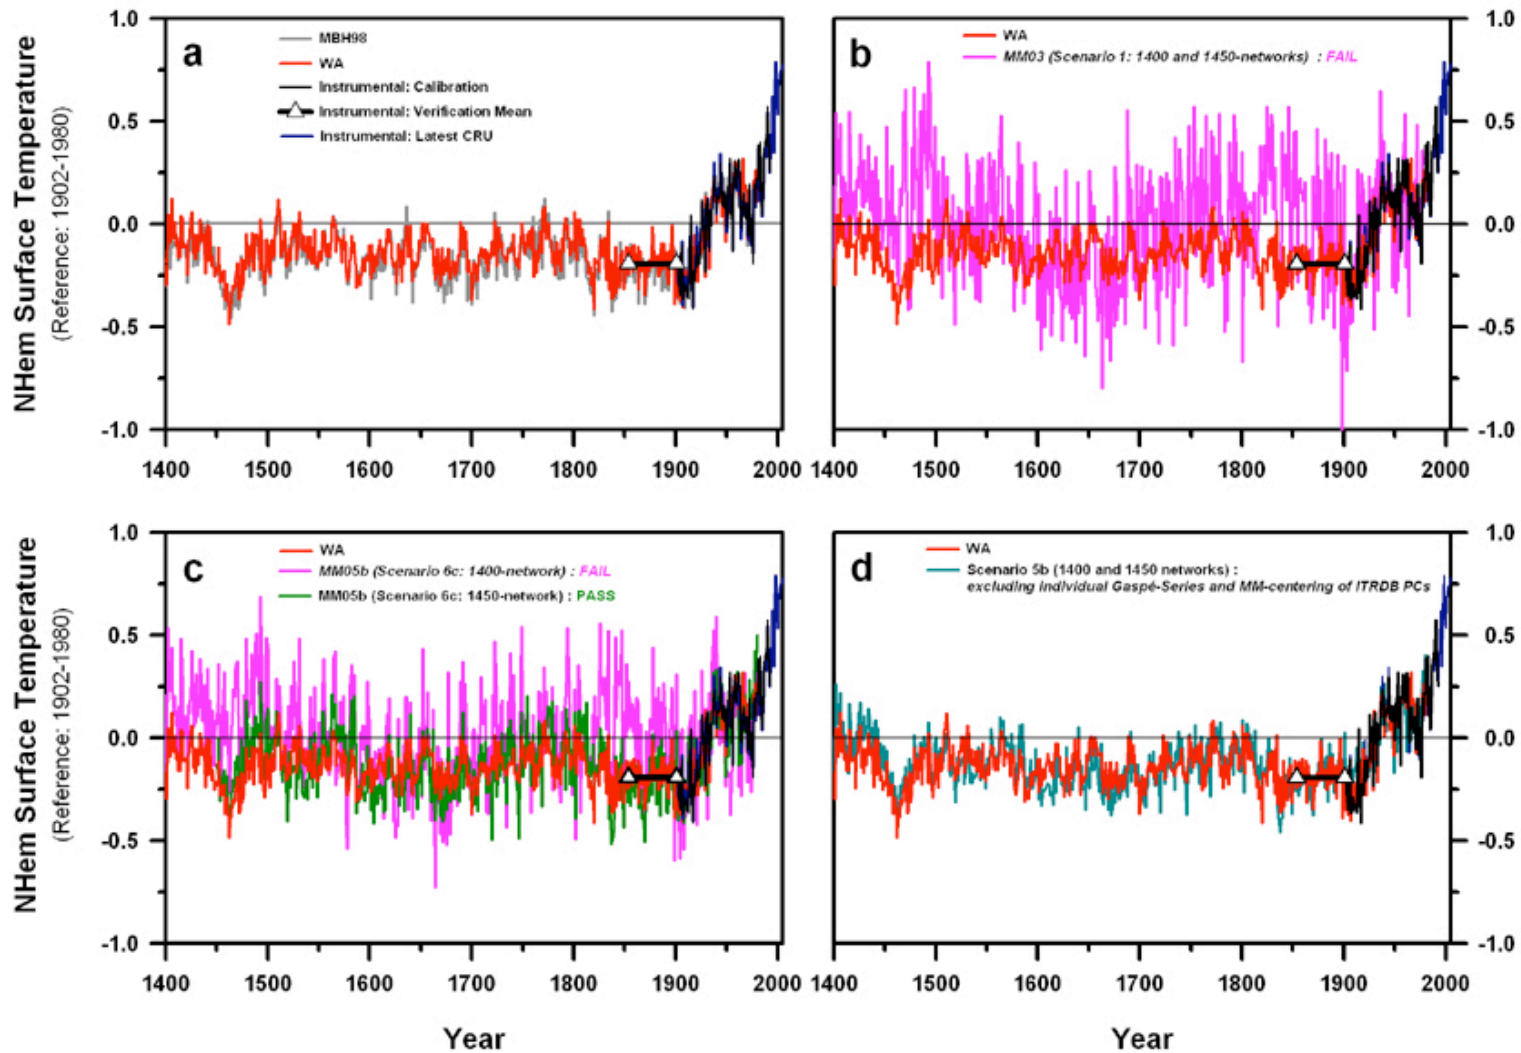 NHem Surface Temperature
(Reference: 1902-1980)
1.0
0.5
0.0
-0.5
-1.0
a
MBH98
WA
Instrumental: Calibration
Instrumental: Verification Mean
Instrumental: Latest CRU
1400 1500 1600 1700 1800 1900 2000
b
WA
MM03 (Scenario 1: 1400 and 1450-networks) : FAIL
1.0
0.5
0.0
-0.5
-1.0
1400 1500 1600 1700 1800 1900 2000
NHem Surface Temperature
(Reference: 1902-1980)
1.0
0.5
0.0
-0.5
-1.0
c
WA
MM05b (Scenario 6c: 1400-network) : FAIL
MM05b (Scenario 6c: 1450-network) : PASS
1400 1500 1600 1700 1800 1900 2000
Year
d
WA
Scenario 5b (1400 and 1450 networks) :
excluding individual Gaspé-Series and MM-centering of ITRDB PCs
1.0
0.5
0.0
-0.5
-1.0
1400 1500 1600 1700 1800 1900 2000
Year